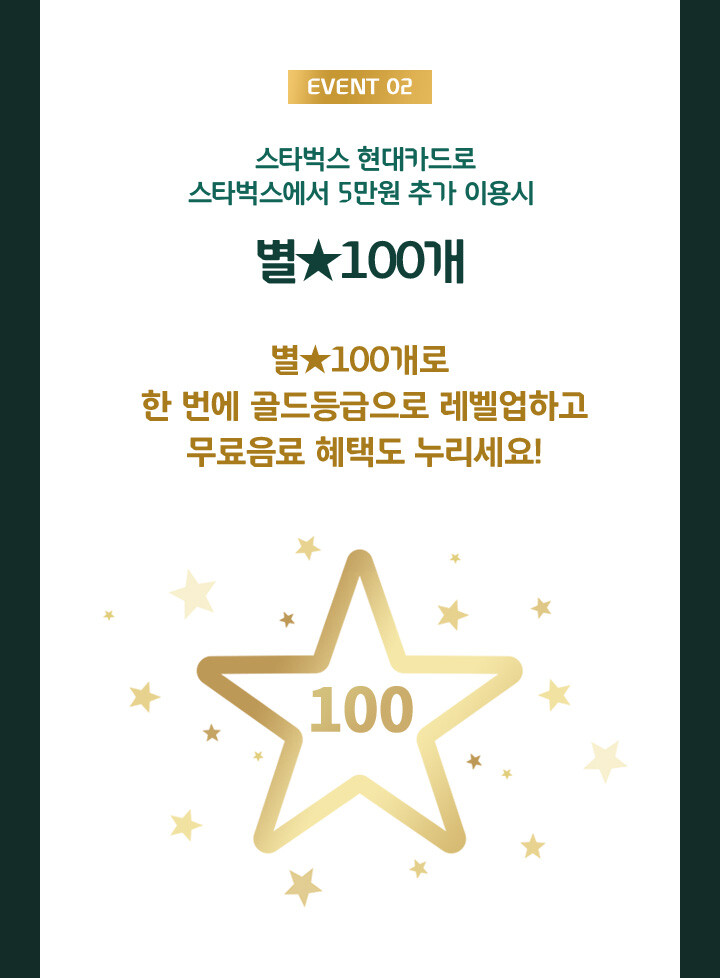 EVENT 02
스타벅스 현대카드로
스타벅스에서 5만원 추가 이용시
별★100개
별★100개로
한 번에 골드등급으로 레벨업하고
무료음료 혜택도 누리세요!
100